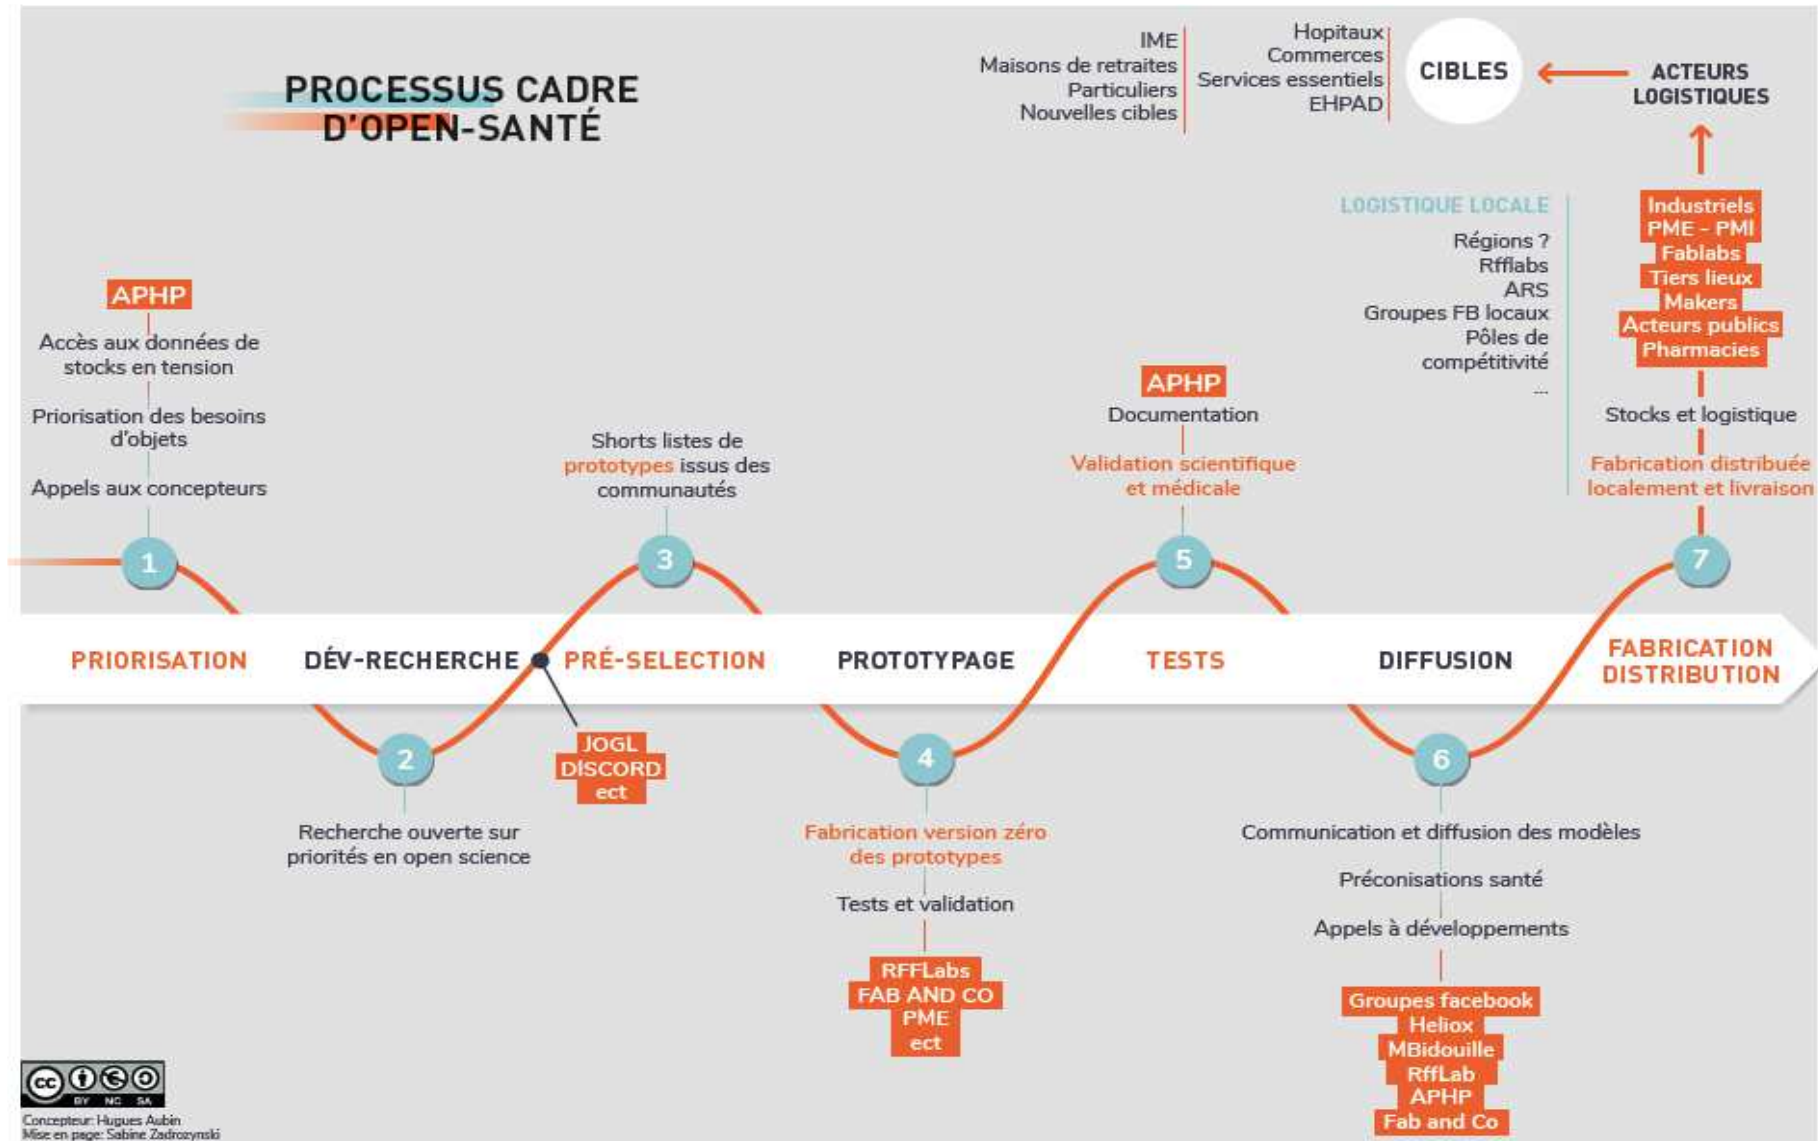 PROCESSUS CADRE
D'OPEN-SANTÉ
IME
Maisons de retraites
Particuliers
Nouvelles cibles
Hopitaux
Commerces
Services essentiels
EHPAD
CIBLES
ACTEURS
LOGISTIQUES
LOGISTIQUE LOCALE
Régions ?
Rfflabs
ARS
Groupes FB locaux
Pôles de
compétitivité
...
Industriels
PME - PMI
Fablabs
Tiers lieux
Makers
Acteurs publics
Pharmacies
Stocks et logistique
Fabrication distribuée
localement et livraison
APHP
Accès aux données de
stocks en tension
Priorisation des besoins
d'objets
Appels aux concepteurs
Shorts listes de
prototypes issus des
communautés
APHP
Documentation
Validation scientifique
et médicale
1
3
5
7
PRIORISATION
DÉV-RECHERCHE
PRÉ-SELECTION
PROTOTYPAGE
TESTS
DIFFUSION
FABRICATION
DISTRIBUTION
2
4
6
JOGL
DISCORD
ect
Recherche ouverte sur
priorités en open science
Fabrication version zéro
des prototypes
Tests et validation
RFFLabs
FAB AND CO
PME
ect
Communication et diffusion des modèles
Préconisations santé
Appels à développements
Groupes facebook
Heliox
MBidouille
RffLab
APHP
Fab and Co
cc
BY NC SA
Concepteur: Hugues Aubin
Mise en page: Sabine Zadrozynski